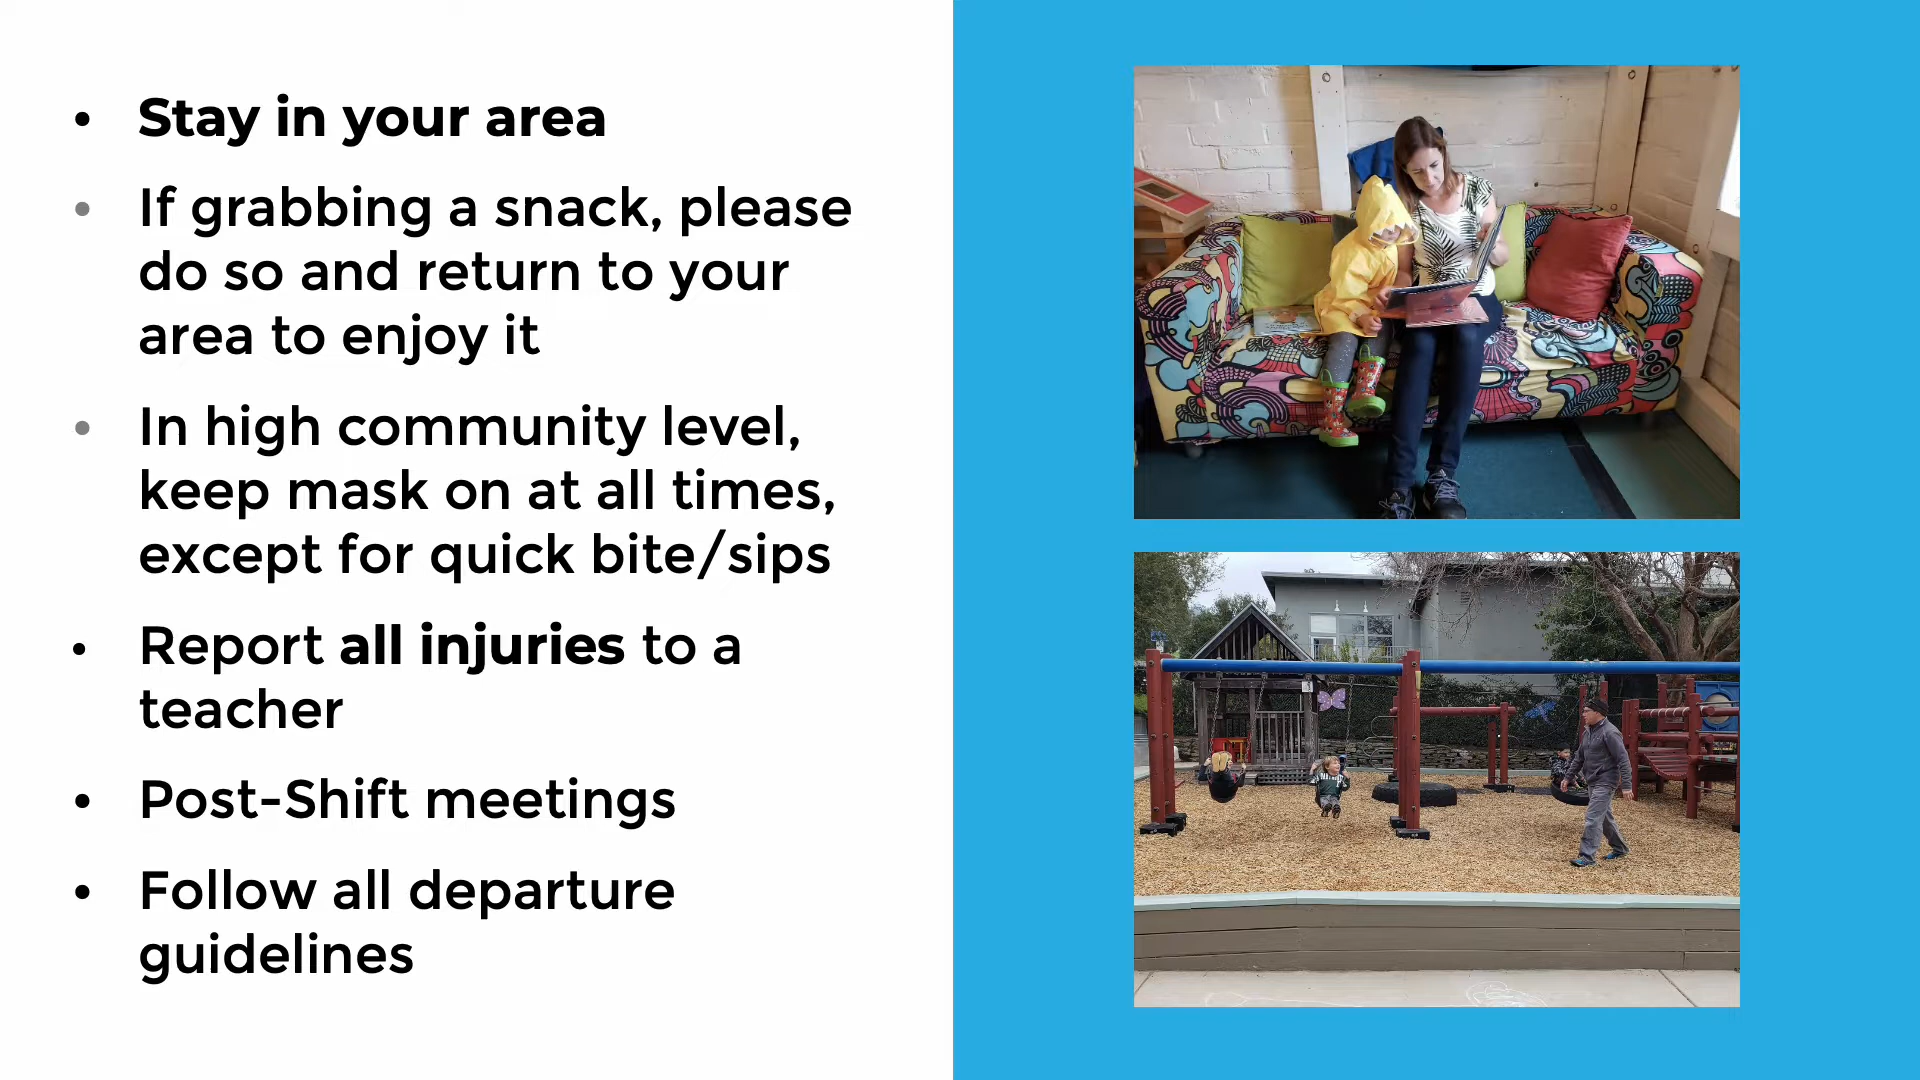 • Stay in your area
• If grabbing a snack, please
do so and return to your
area to enjoy it
• In high community level,
keep mask on at all times,
except for quick bite/sips
• Report all injuries to a
teacher
• Post-Shift meetings
• Follow all departure
guidelines